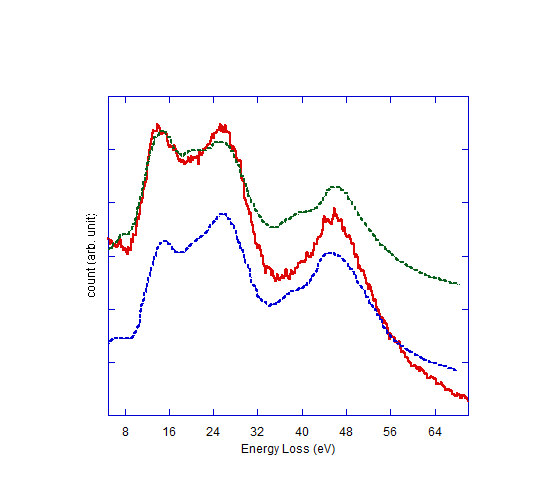 count (arb. unit)
8 16 24 32 40 48 56 64
Energy Loss (eV)